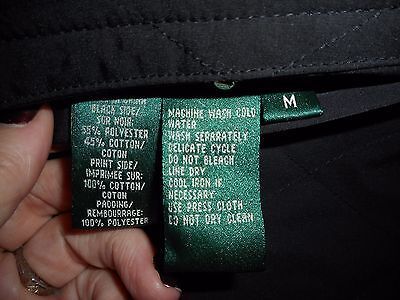 BLACK SIDE/
SUR NOIR:
55% POLYESTER
45% COTTON/
COTON
PRINT SIDE/
IMPRIMEE SUR:
100% COTTON/
COTON
PADDING/
REMBOURRAGE:
100% POLYESTER
MACHINE WASH COLD
WATER
WASH SEPARATELY
DELICATE CYCLE
DO NOT BLEACH
LINE DRY
COOL IRON IF
NECESSARY
USE PRESS CLOTH
DO NOT DRY CLEAN
M